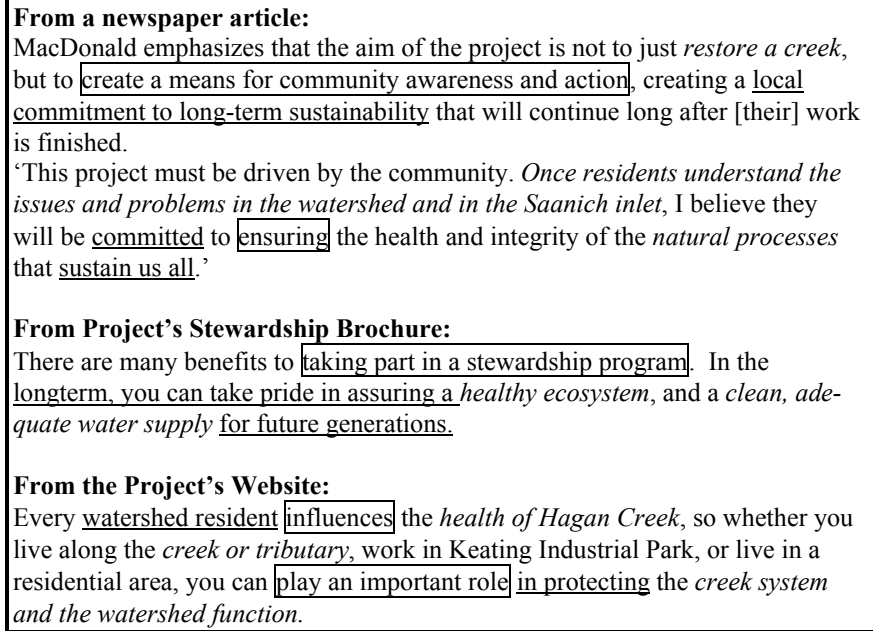 From a newspaper article:
MacDonald emphasizes that the aim of the project is not to just restore a creek,
but to create a means for community awareness and action, creating a local
commitment to long-term sustainability that will continue long after [their] work
is finished.
‘This project must be driven by the community. Once residents understand the
issues and problems in the watershed and in the Saanich inlet, I believe they
will be committed to ensuring the health and integrity of the natural processes
that sustain us all.’
From Project’s Stewardship Brochure:
There are many benefits to taking part in a stewardship program.  In the
longterm, you can take pride in assuring a healthy ecosystem, and a clean, ade-
quate water supply for future generations.
From the Project’s Website:
Every watershed resident influences the health of Hagan Creek, so whether you
live along the creek or tributary, work in Keating Industrial Park, or live in a
residential area, you can play an important role in protecting the creek system
and the watershed function.